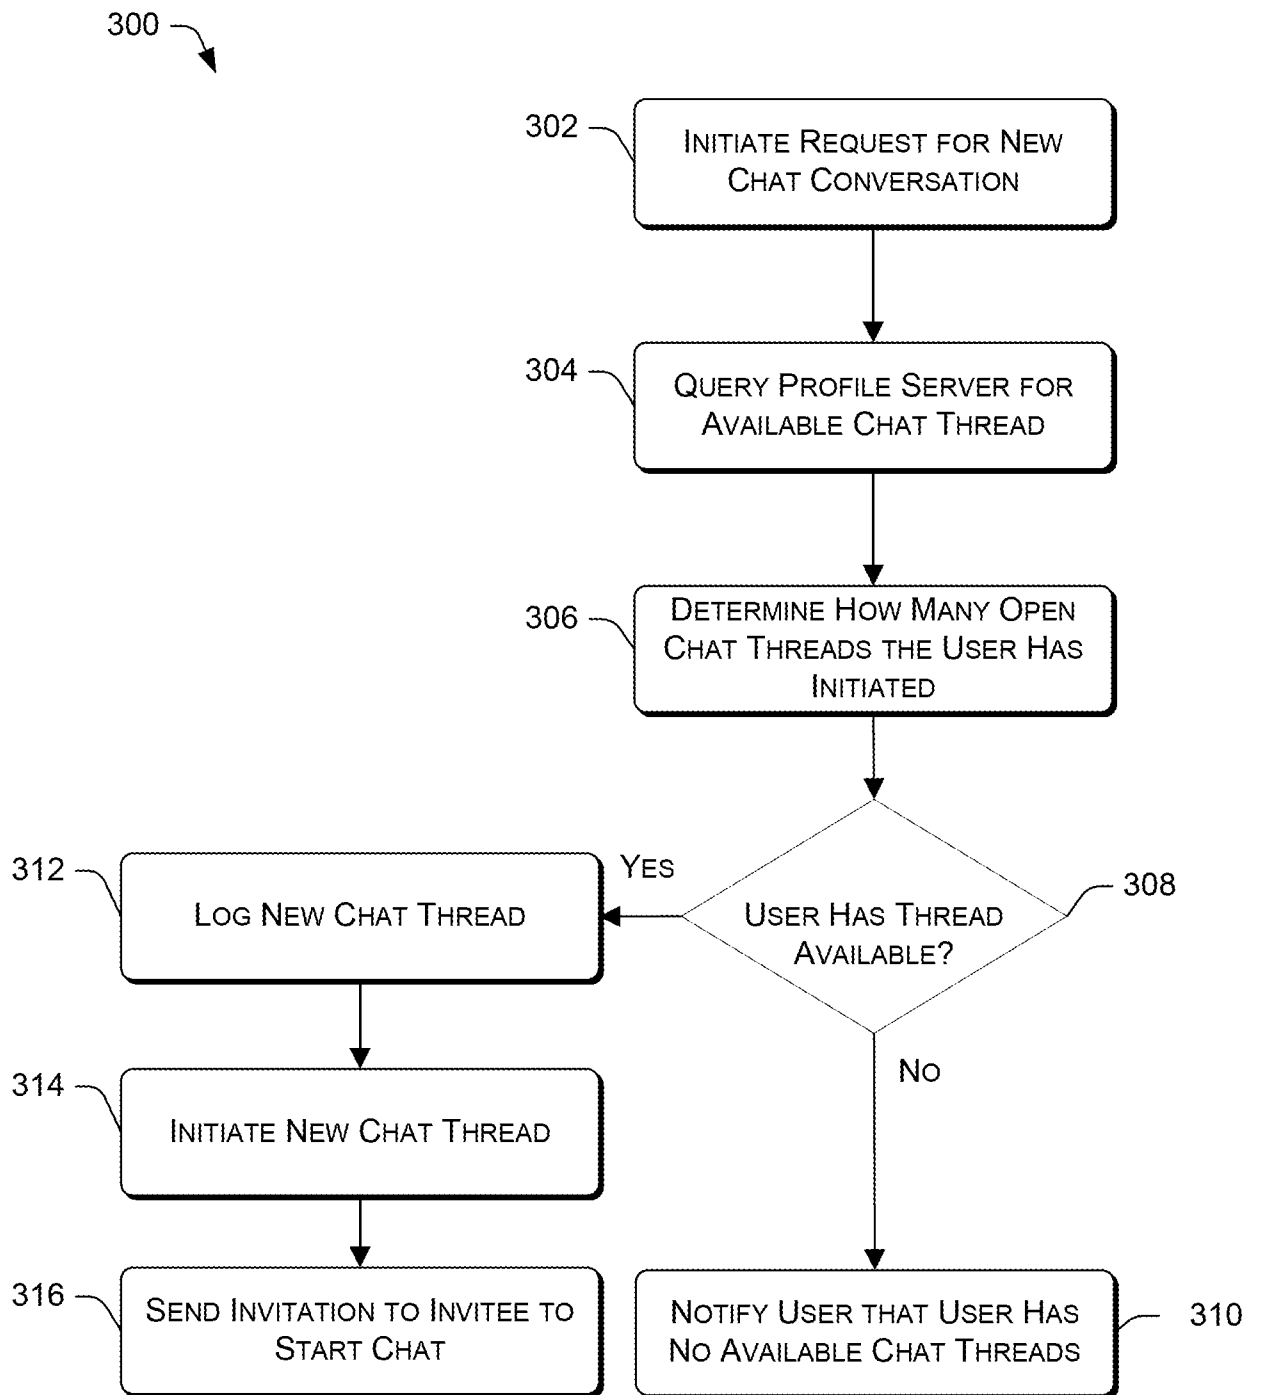 300
302
INITIATE REQUEST FOR NEW
CHAT CONVERSATION
304
QUERY PROFILE SERVER FOR
AVAILABLE CHAT THREAD
306
DETERMINE HOW MANY OPEN
CHAT THREADS THE USER HAS
INITIATED
308
USER HAS THREAD
AVAILABLE?
YES
312
LOG NEW CHAT THREAD
NO
314
INITIATE NEW CHAT THREAD
316
SEND INVITATION TO INVITEE TO
START CHAT
NOTIFY USER THAT USER HAS
NO AVAILABLE CHAT THREADS
310